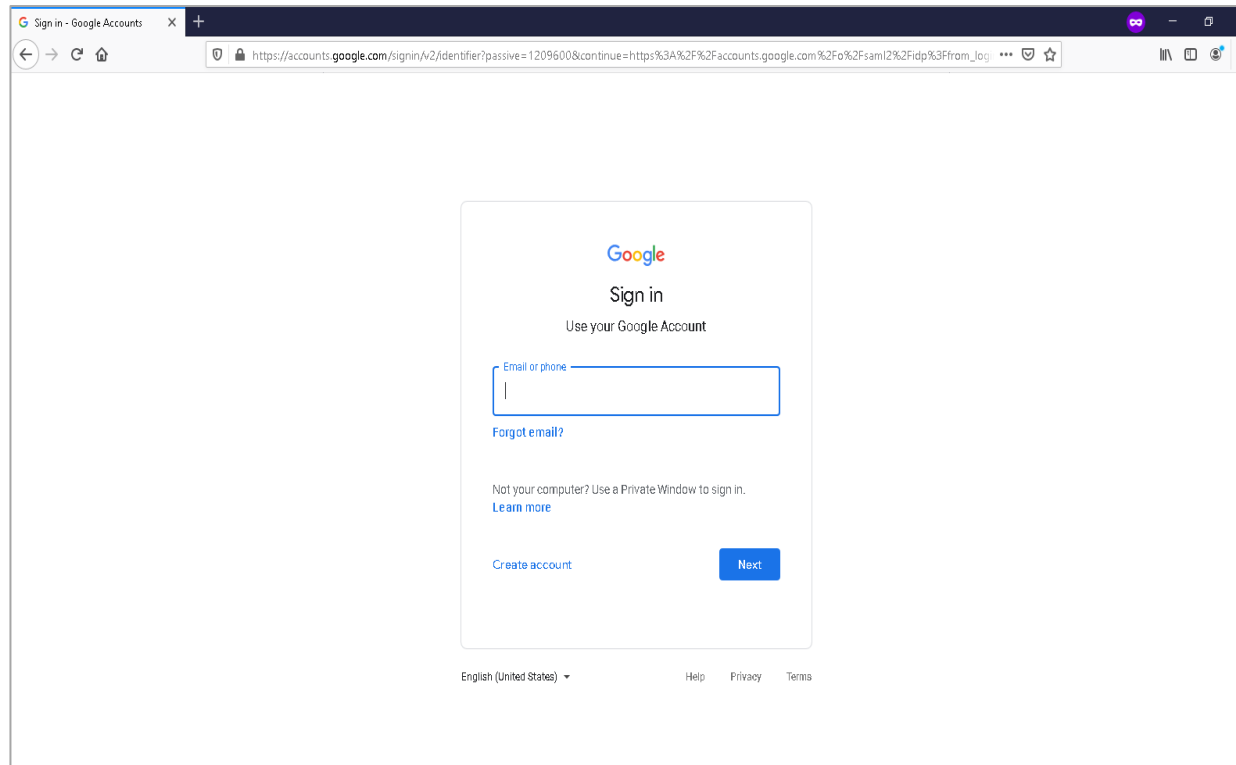 Sign in - Google Accounts
https://accounts.google.com/signin/v2/identifier?passive=1209600&continue=https%3A%2F%2Faccounts.google.com%2Fo%2Fsaml2%2Fidp%3Ffrom_log
Google
Sign in
Use your Google Account
Email or phone
Forgot email?
Not your computer? Use a Private Window to sign in.
Learn more
Create account Next
English (United States) Help Privacy Terms